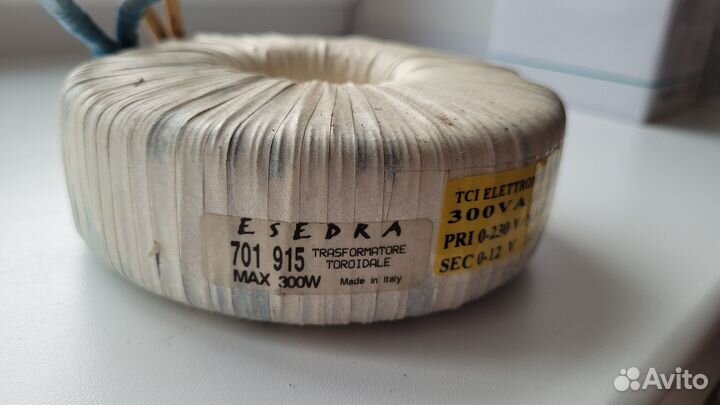 ESEDRA
701 915 TRASFORMATORE
TOROIDALE
MAX 300W Made in Italy
TCI
300VA
PRI 0-230 V
SEC 0-12 V
Avito